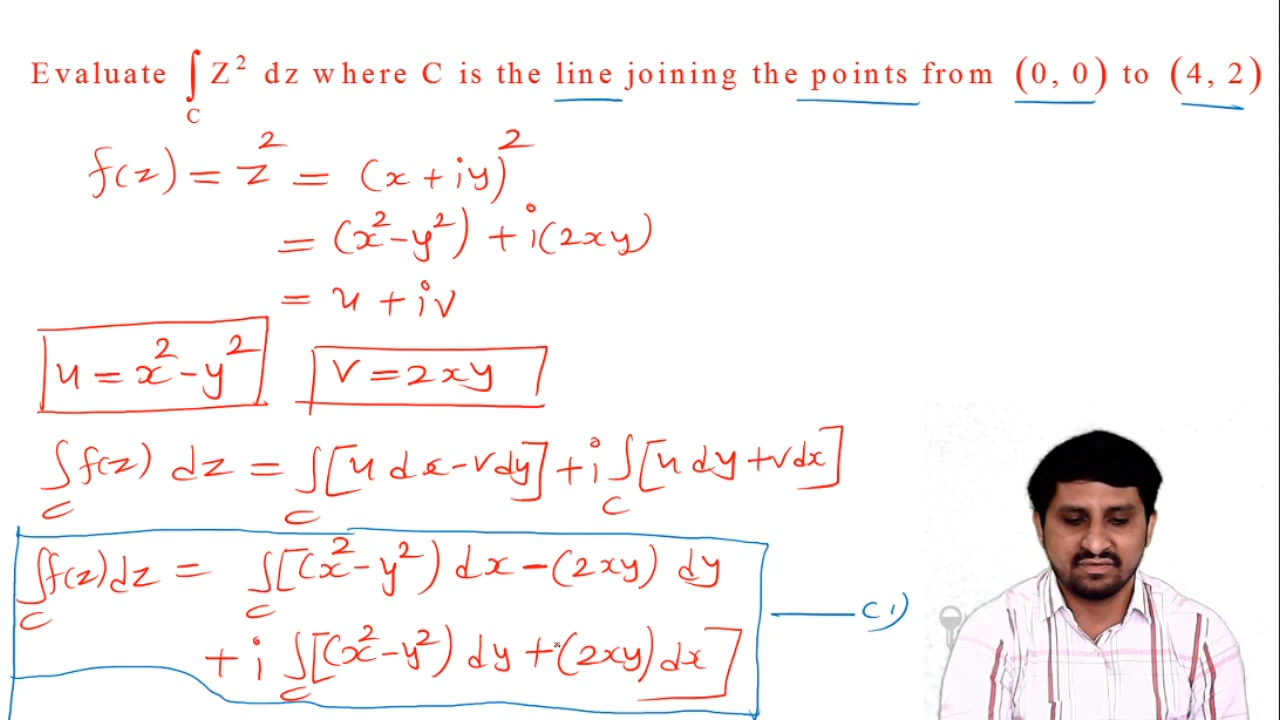 Evaluate ∫_C Z² dz where C is the line joining the points from (0, 0) to (4, 2)
f(z) = z² = (x + iy)²
= (x² - y²) + i(2xy)
= u + iv
u = x² - y² v = 2xy
∫_C f(z) dz = ∫_C [u dx - v dy] + i ∫_C [u dy + v dx]
∫_C f(z) dz = ∫_C [(x² - y²) dx - (2xy) dy
+ i ∫_C [(x² - y²) dy + (2xy) dx] —— (1)